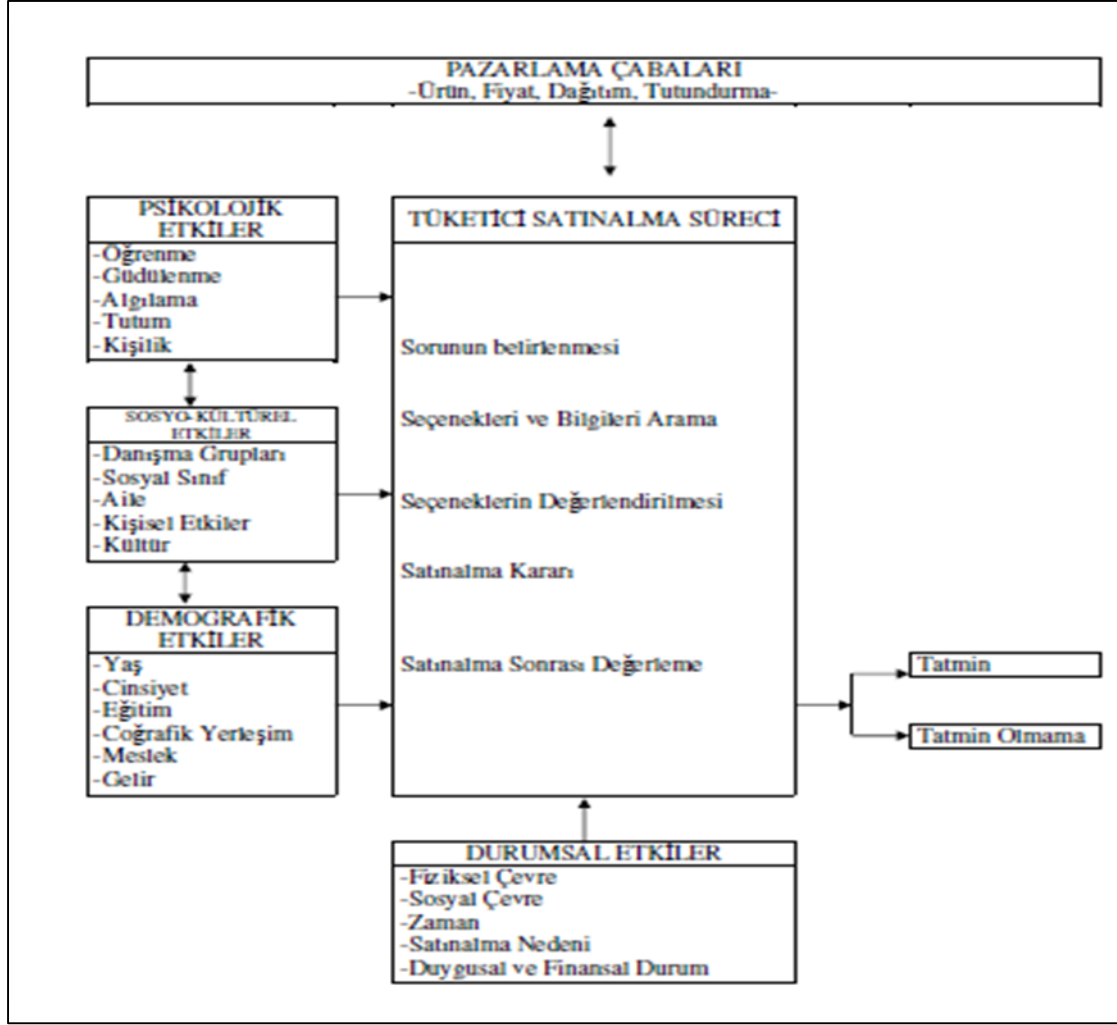 PAZARLAMA ÇABALARI
-Ürün, Fiyat, Dağıtım, Tutundurma-
PSİKOLOJİK
ETKİLER
-Öğrenme
-Güdülenme
-Algılama
-Tutum
-Kişilik
SOSYO-KÜLTÜREL
ETKİLER
-Danışma Grupları
-Sosyal Sınıf
-Aile
-Kişisel Etkiler
-Kültür
DEMOGRAFİK
ETKİLER
-Yaş
-Cinsiyet
-Eğitim
-Coğrafik Yerleşim
-Meslek
-Gelir
TÜKETİCİ SATINALMA SÜRECİ
Sorunun belirlenmesi
Seçenekleri ve Bilgileri Arama
Seçeneklerin Değerlendirilmesi
Satınalma Kararı
Satınalma Sonrası Değerleme
Tatmin
Tatmin Olmama
DURUMSAL ETKİLER
-Fiziksel Çevre
-Sosyal Çevre
-Zaman
-Satınalma Nedeni
-Duygusal ve Finansal Durum